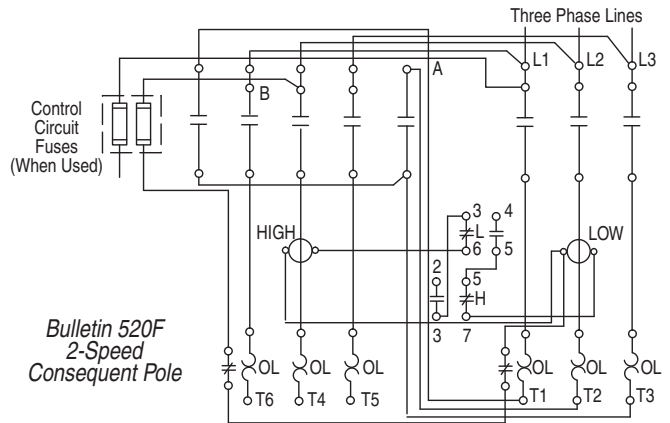 Three Phase Lines
L1
L2
L3
A
B
Control
Circuit
Fuses
(When Used)
3
4
L
HIGH
6
5
LOW
2
5
H
3
7
Bulletin 520F
2-Speed
Consequent Pole
OL
OL
OL
OL
OL
OL
T6
T4
T5
T1
T2
T3